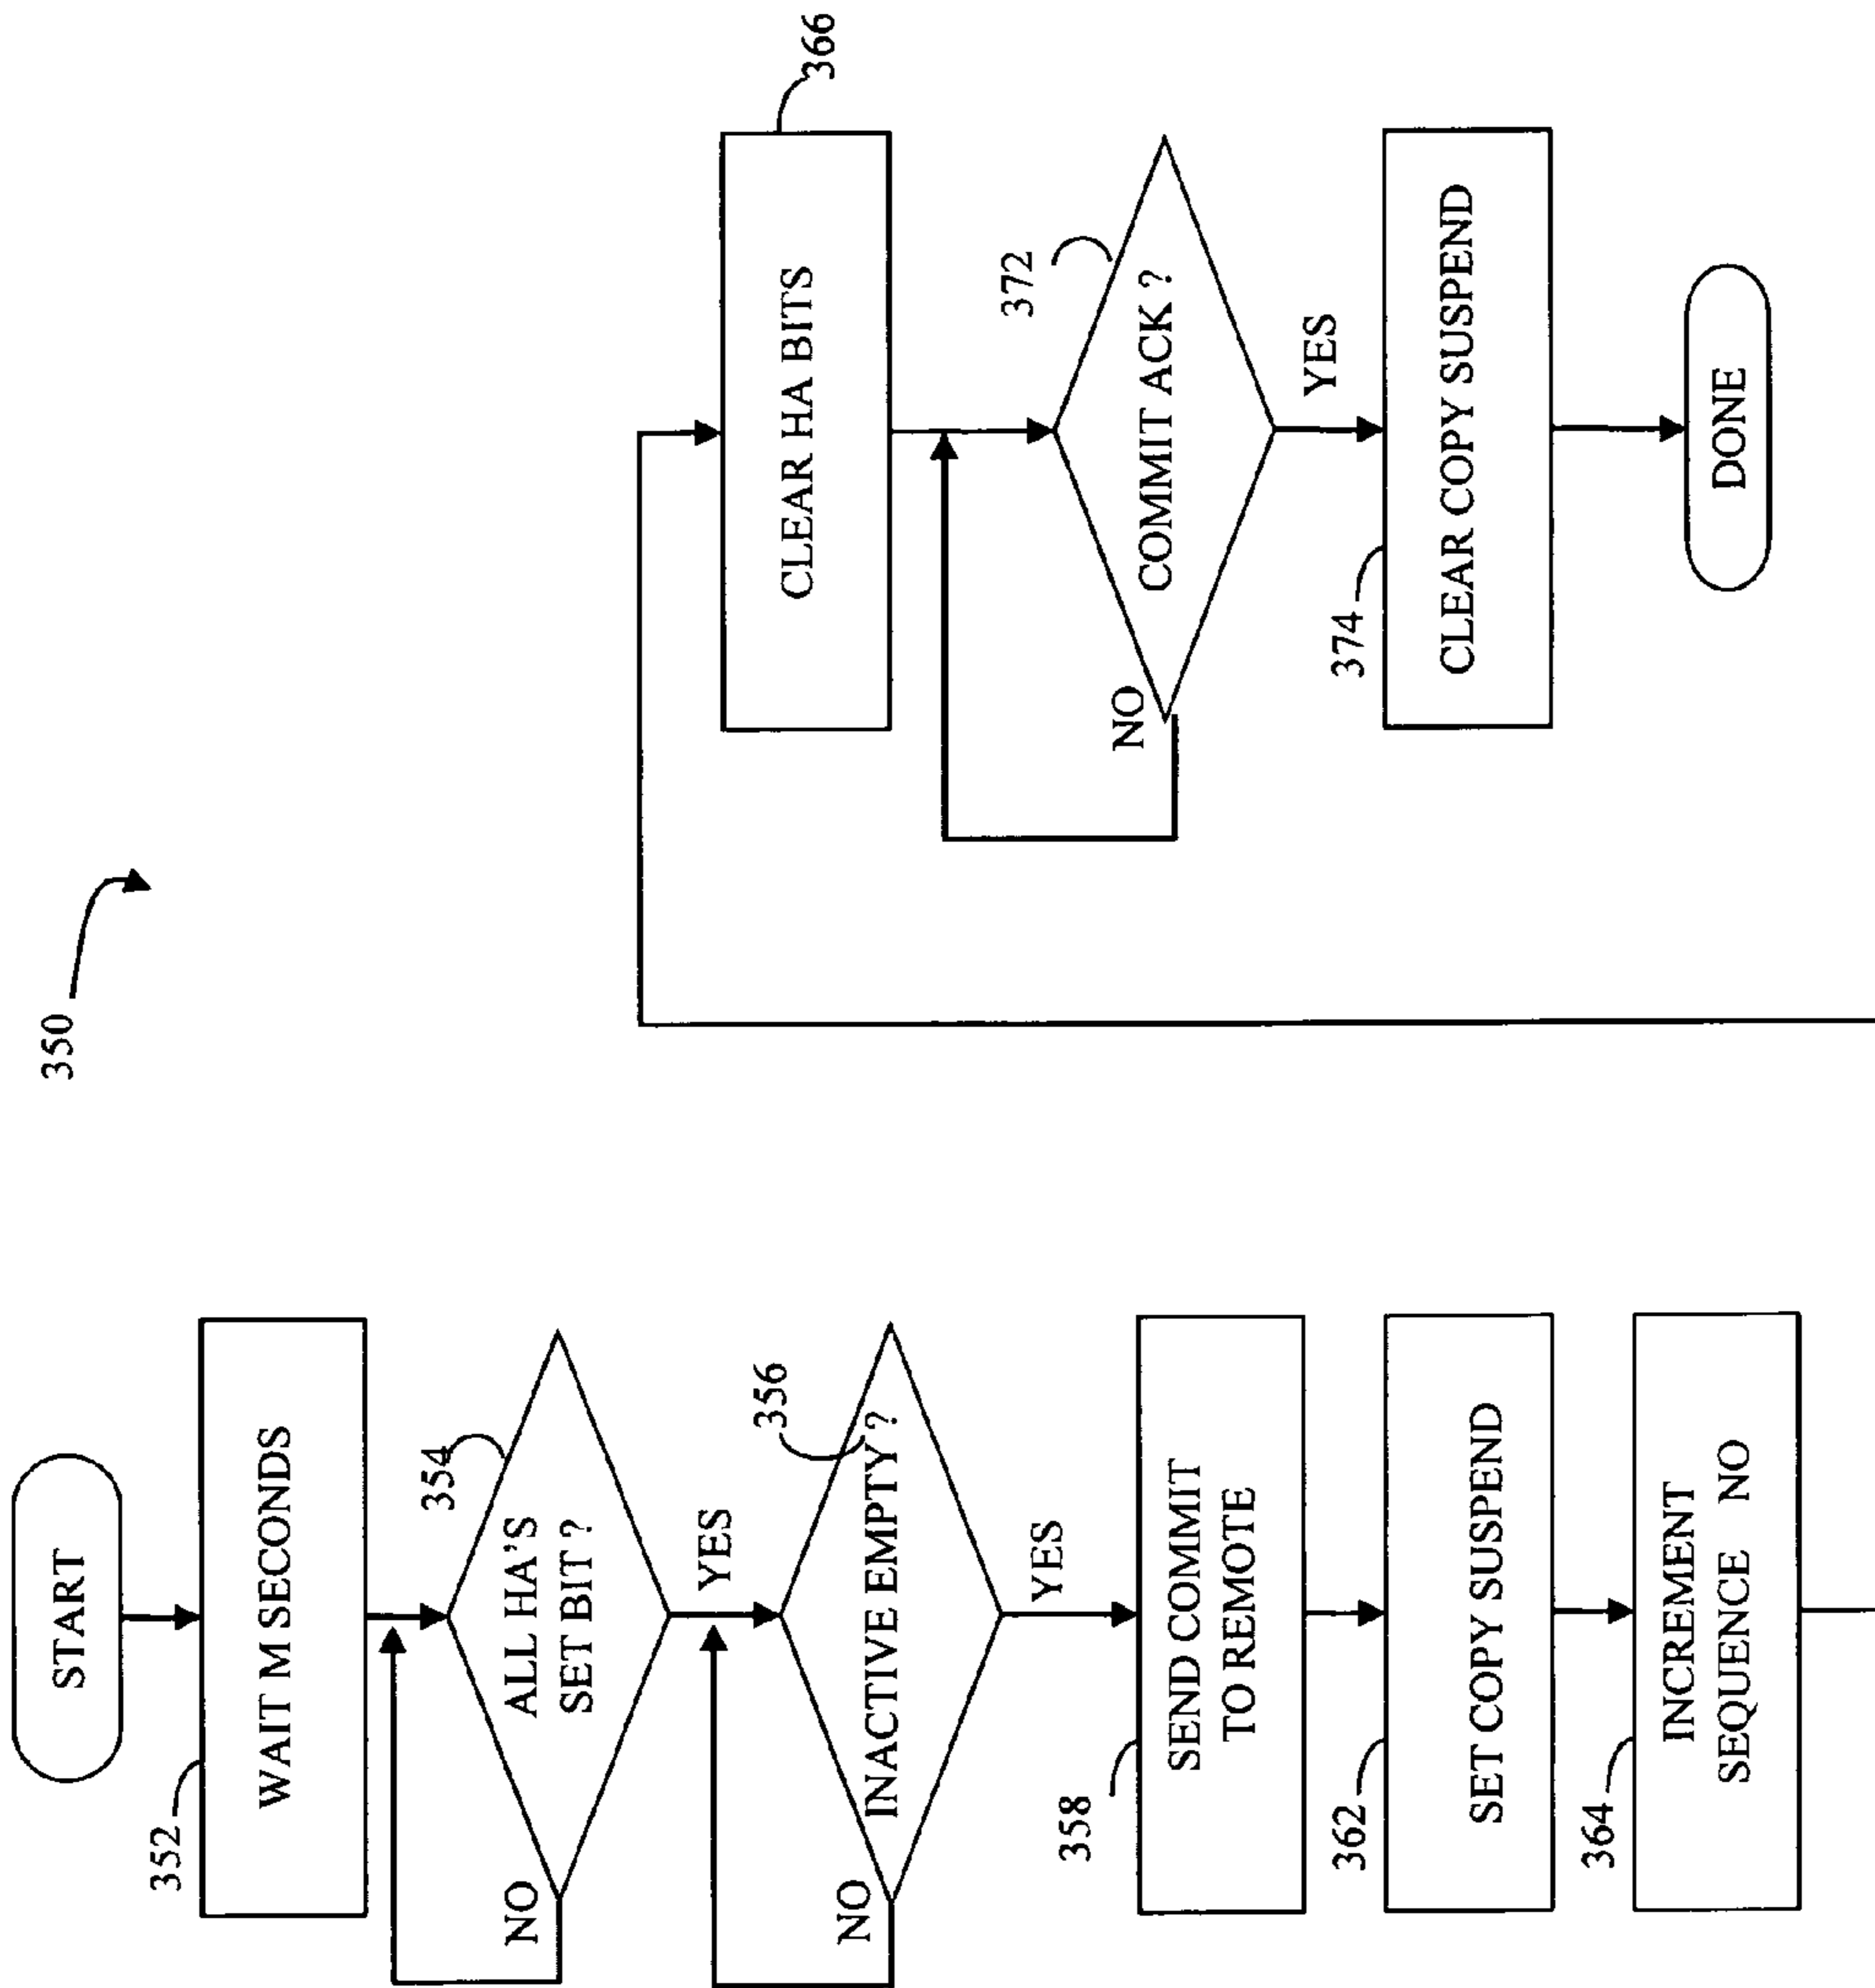 350
START
352
WAIT M SECONDS
354
ALL HA'S
SET BIT ?
NO
YES
356
INACTIVE EMPTY ?
NO
YES
358
SEND COMMIT
TO REMOTE
362
SET COPY SUSPEND
364
INCREMENT
SEQUENCE NO
366
CLEAR HA BITS
372
COMMIT ACK ?
NO
YES
374
CLEAR COPY SUSPEND
DONE